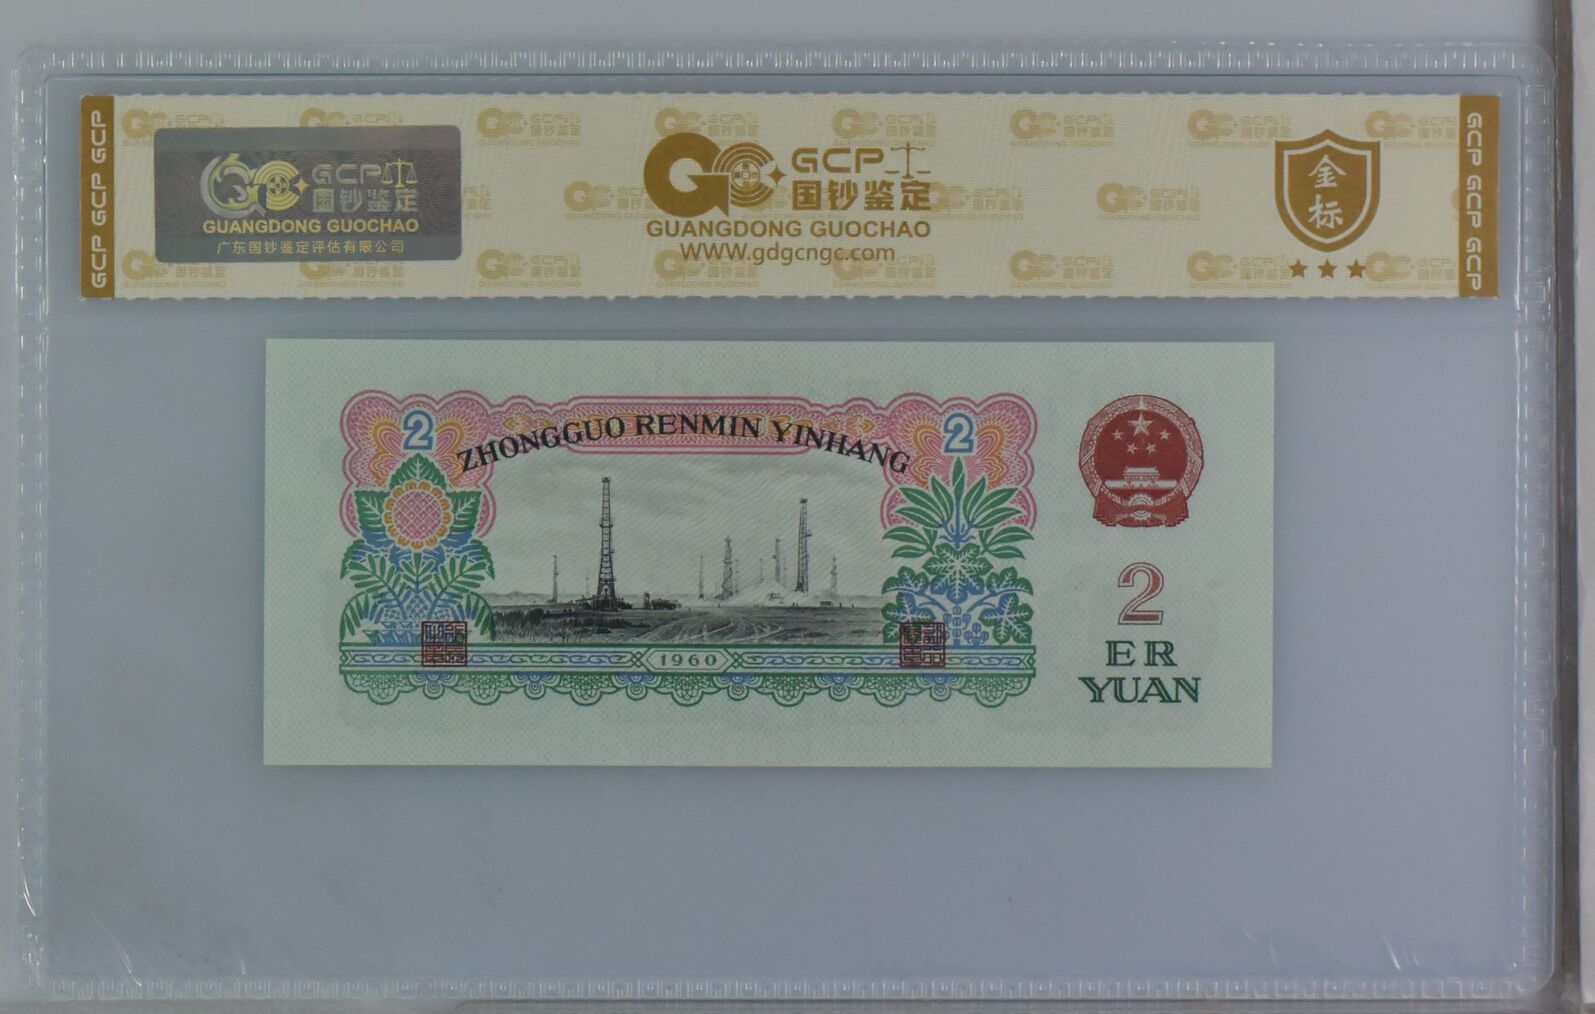 GCP GCP GCP
GCP
国钞鉴定
GUANGDONG GUOCHAO
广东国钞鉴定评估有限公司
GCP
国钞鉴定
GUANGDONG GUOCHAO
WWW.gdgcngc.com
金标
GCP GCP GCP
2
ZHONGGUO RENMIN YINHANG
2
1960
2
ER
YUAN